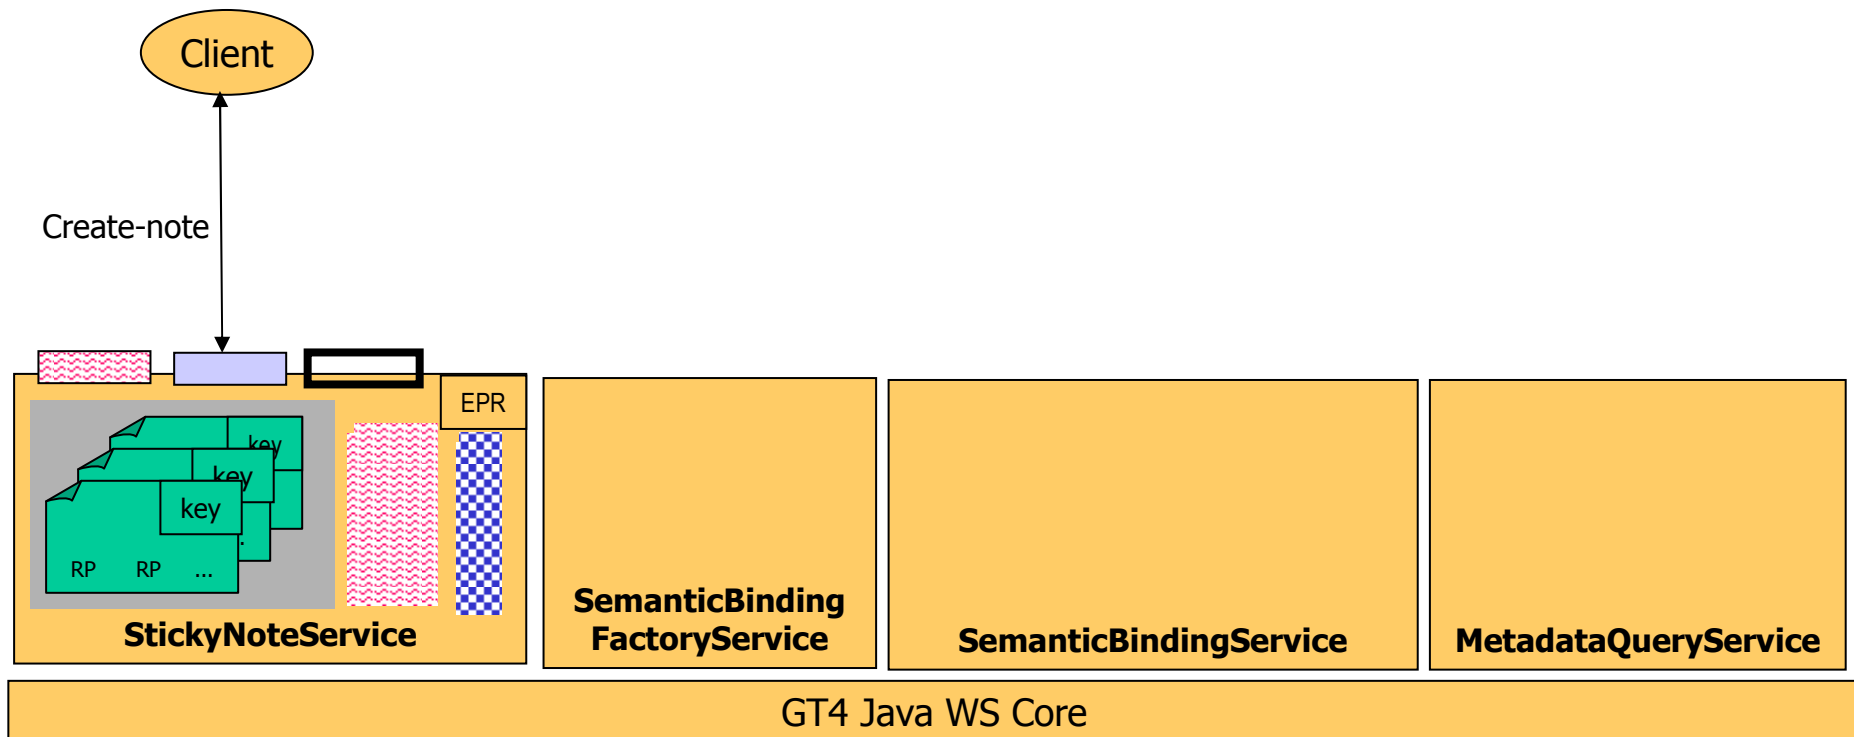 Client
Create-note
EPR
key
key
key
.
RP RP ...
StickyNoteService
SemanticBinding
FactoryService
SemanticBindingService
MetadataQueryService
GT4 Java WS Core